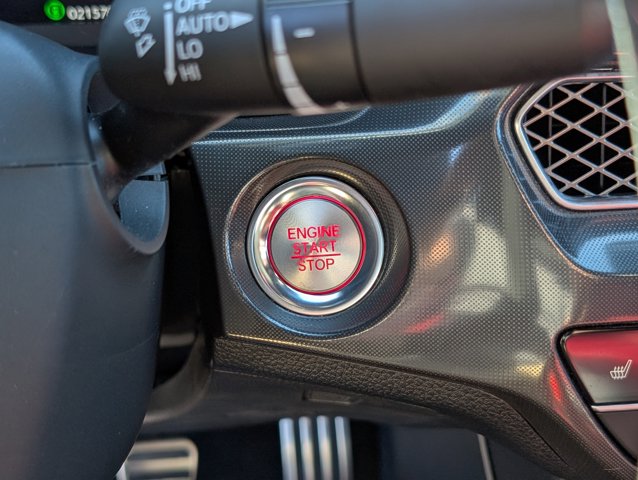 OFF
AUTO
LO
HI
ENGINE
START
STOP